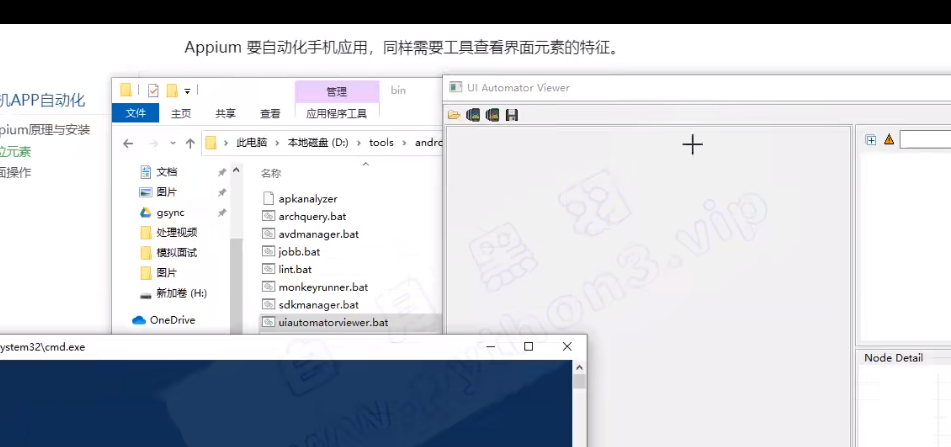 Appium 要自动化手机应用，同样需要工具查看界面元素的特征。
机APP自动化
pium原理与安装
位元素
面操作
管理
bin
文件
主页
共享
查看
应用程序工具
此电脑 › 本地磁盘 (D:) › tools › andro
文档
图片
gsync
处理视频
模拟面试
图片
新加卷 (H:)
OneDrive
名称
apkanalyzer
archquery.bat
avdmanager.bat
jobb.bat
lint.bat
monkeyrunner.bat
sdkmanager.bat
uiautomatorviewer.bat
UI Automator Viewer
Node Detail
ystem32\cmd.exe
白月黑羽
www.python3.vip